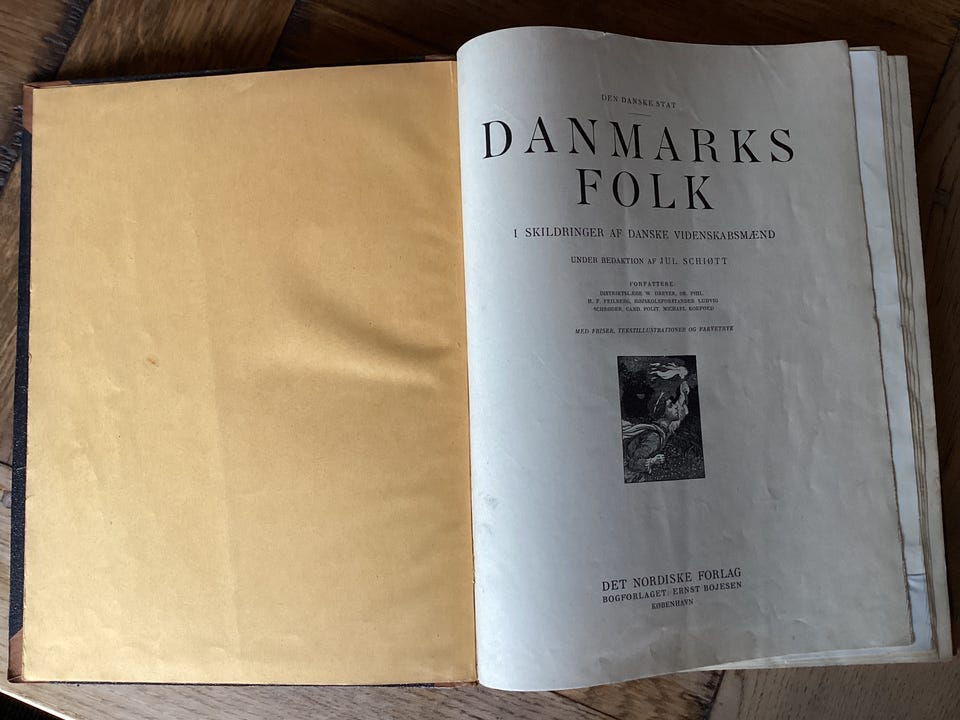 DEN DANSKE STAT
DANMARKS
FOLK
I SKILDRINGER AF DANSKE VIDENSKABSMÆND
UNDER REDAKTION AF JUL. SCHIØTT
FORFATTERE:
DISTRIKTSLÆGE W. DREYER, DR. PHIL.
H. F. FEILBERG, HØJSKOLEFORSTANDER LUDVIG
SCHRØDER, CAND. POLIT. MICHAEL KOEFOED
MED FRISER, TEKSTILLUSTRATIONER OG FARVETRYK
DET NORDISKE FORLAG
BOGFORLAGET: ERNST BOJESEN
KØBENHAVN